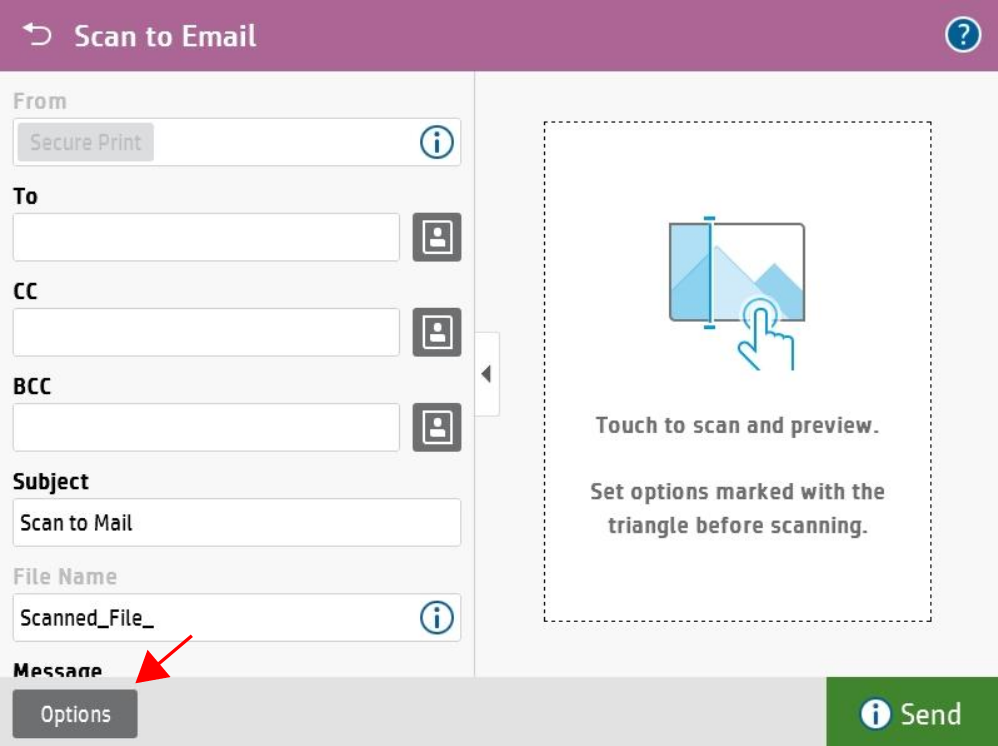 Scan to Email
?
From
Secure Print
i
To
CC
BCC
Subject
Scan to Mail
File Name
Scanned_File_
i
Message
Options
i Send
Touch to scan and preview.
Set options marked with the
triangle before scanning.